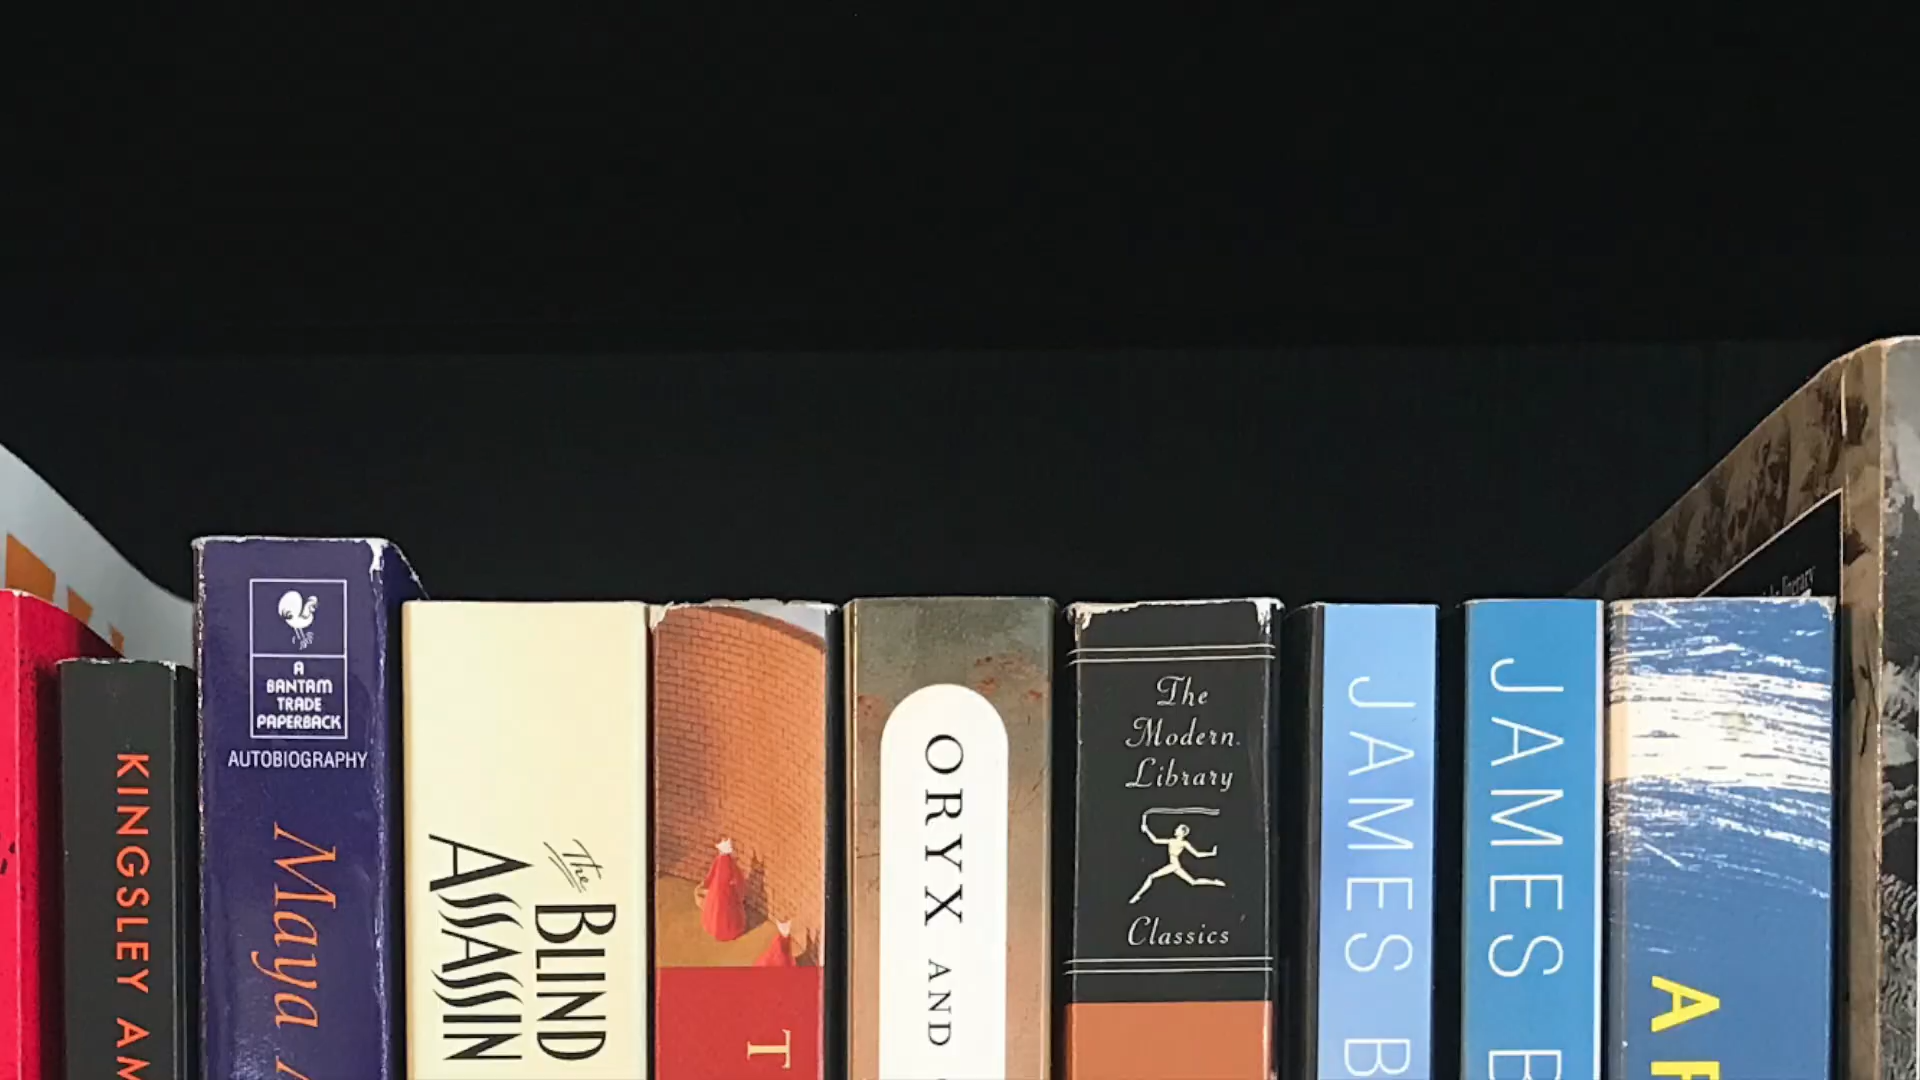 KINGSLEY AM
A
BANTAM
TRADE
PAPERBACK
AUTOBIOGRAPHY
Maya A
The
BLIND
ASSASSIN
T
ORYX AND
The
Modern
Library
Classics
JAMES B
JAMES B
A